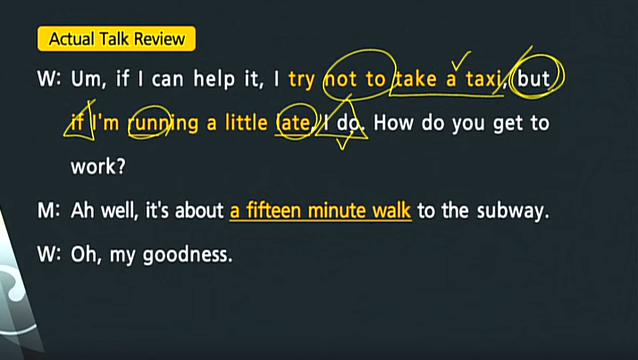 Actual Talk Review
W: Um, if I can help it, I try not to take a taxi, but
if I'm running a little late, I do. How do you get to
work?
M: Ah well, it's about a fifteen minute walk to the subway.
W: Oh, my goodness.